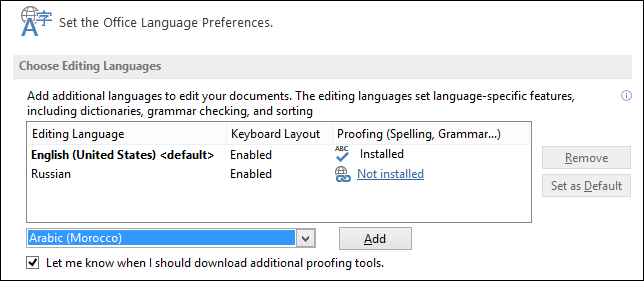 A字 Set the Office Language Preferences.
Choose Editing Languages
Add additional languages to edit your documents. The editing languages set language-specific features,
including dictionaries, grammar checking, and sorting
Editing Language Keyboard Layout Proofing (Spelling, Grammar...)
English (United States) <default> Enabled ABC Installed
Russian Enabled Not installed
Remove
Set as Default
Arabic (Morocco) Add
Let me know when I should download additional proofing tools.